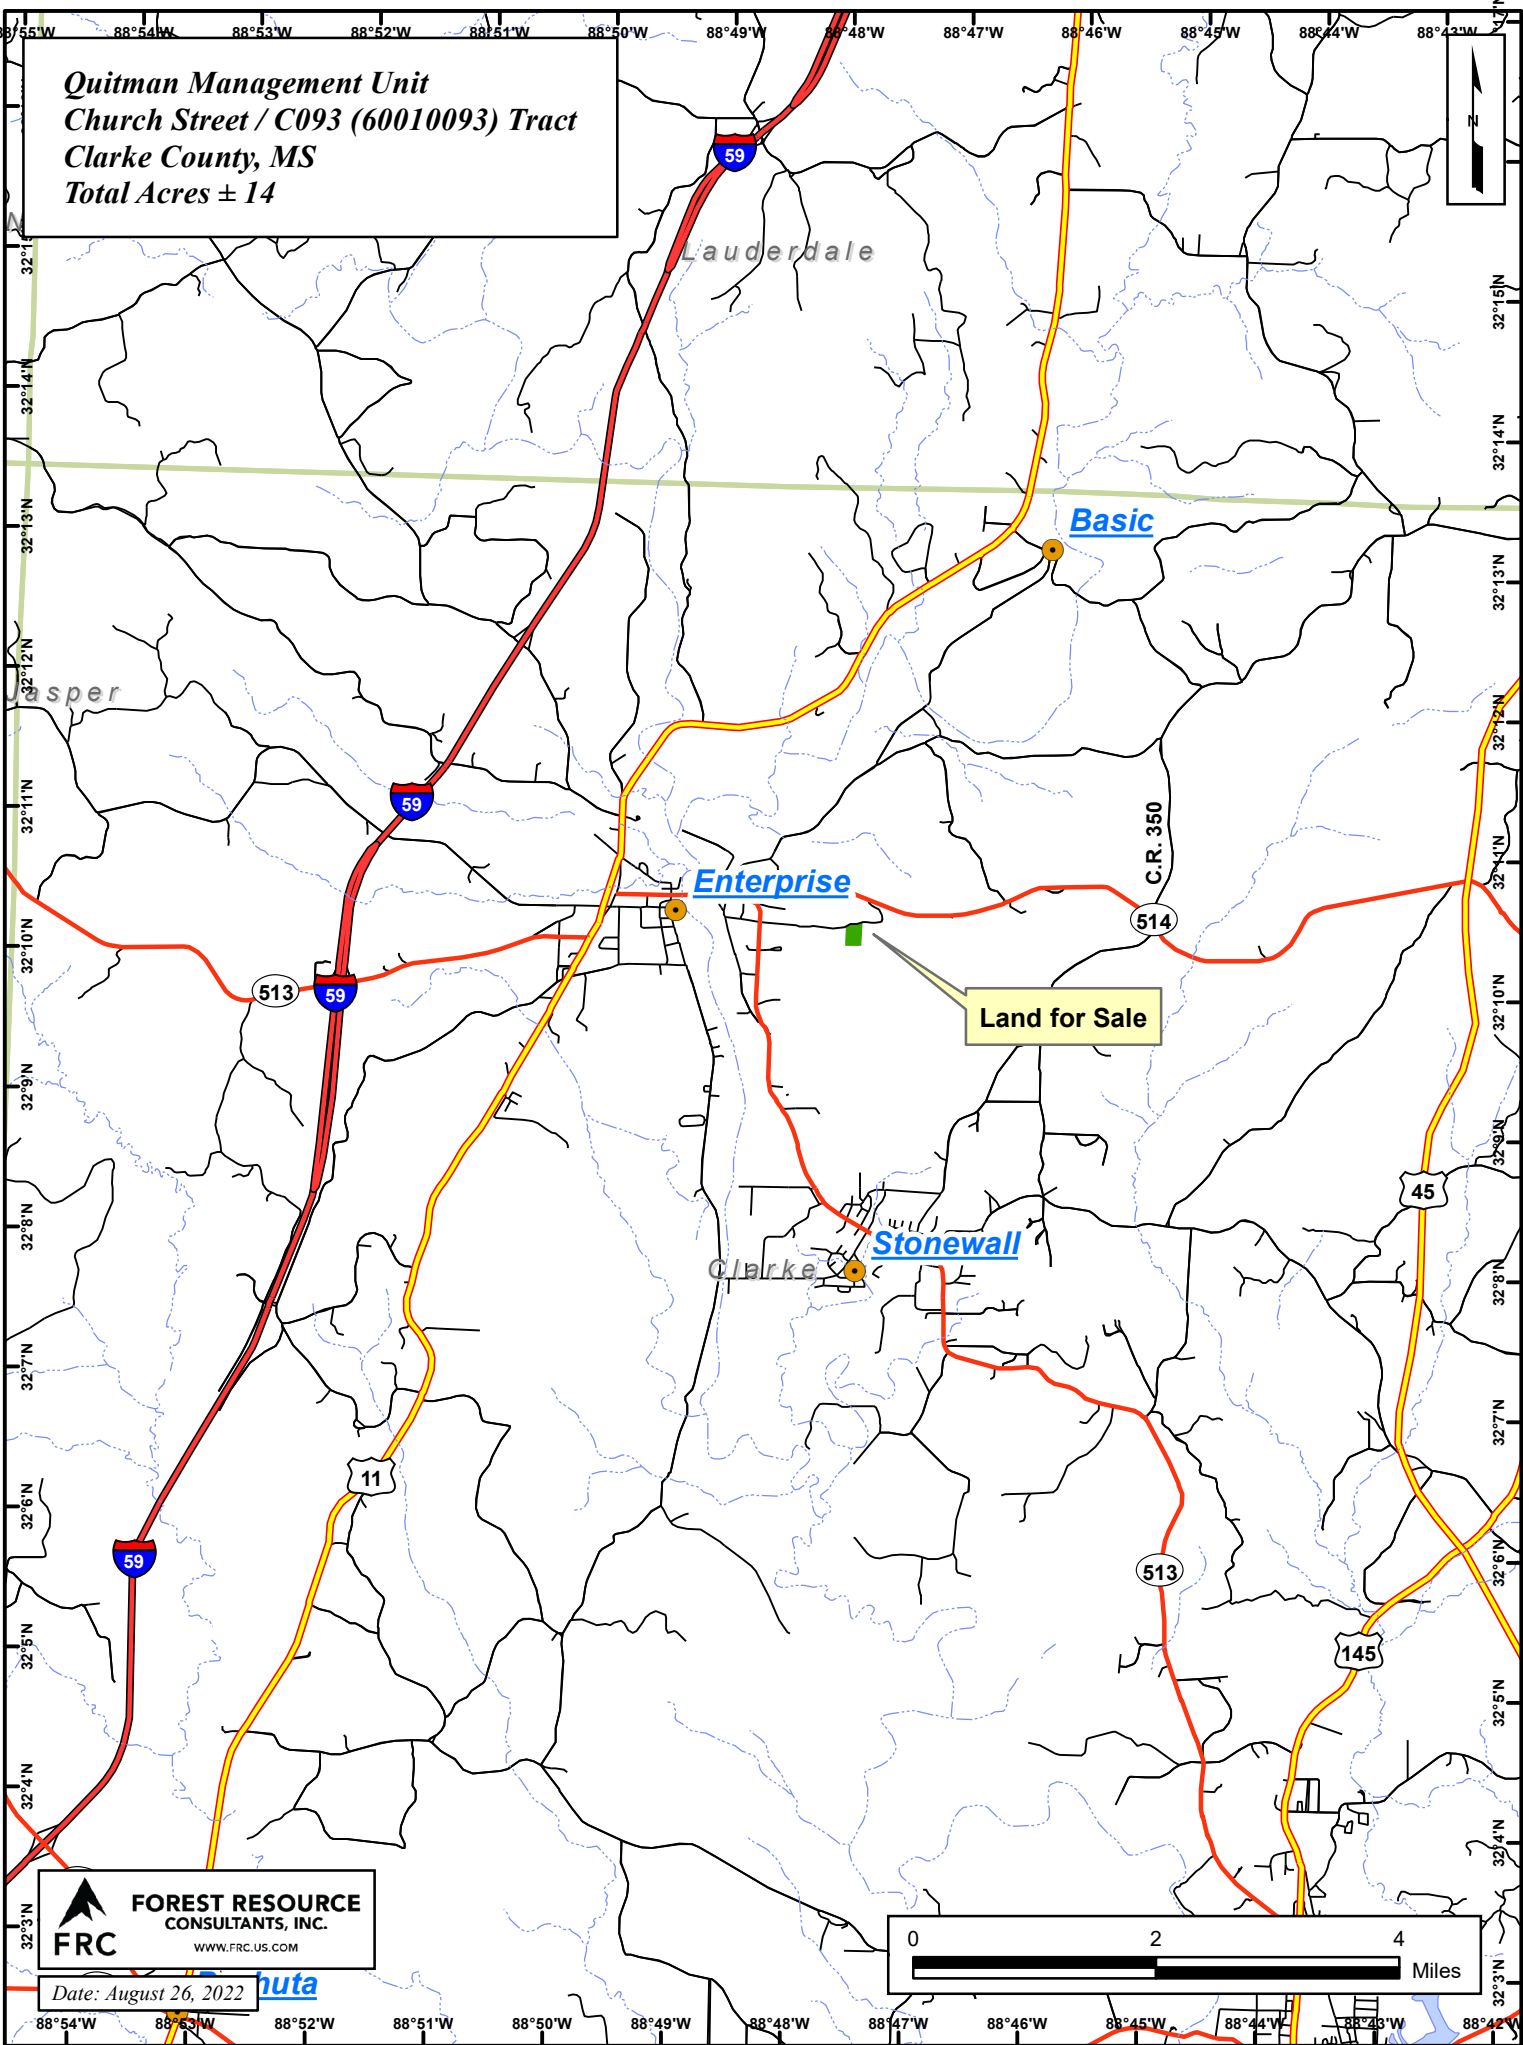 88°55'W 88°54'W 88°53'W 88°52'W 88°51'W 88°50'W 88°49'W 88°48'W 88°47'W 88°46'W 88°45'W 88°44'W 88°43'W
Quitman Management Unit
Church Street / C093 (60010093) Tract
Clarke County, MS
Total Acres ± 14
N
59
Lauderdale
32°15'N
32°14'N
32°13'N
32°12'N
32°11'N
32°10'N
32°9'N
32°8'N
32°7'N
32°6'N
32°5'N
32°4'N
32°3'N
32°15'N
32°14'N
32°13'N
32°12'N
32°11'N
32°10'N
32°9'N
32°8'N
32°7'N
32°6'N
32°5'N
32°4'N
32°3'N
Basic
Jasper
59
C.R. 350
Enterprise
514
513
59
Land for Sale
45
Stonewall
Clarke
11
59
513
145
FRC
FOREST RESOURCE
CONSULTANTS, INC.
WWW.FRC.US.COM
Date: August 26, 2022
huta
0 2 4
Miles
88°54'W 88°53'W 88°52'W 88°51'W 88°50'W 88°49'W 88°48'W 88°47'W 88°46'W 88°45'W 88°44'W 88°43'W 88°42'W